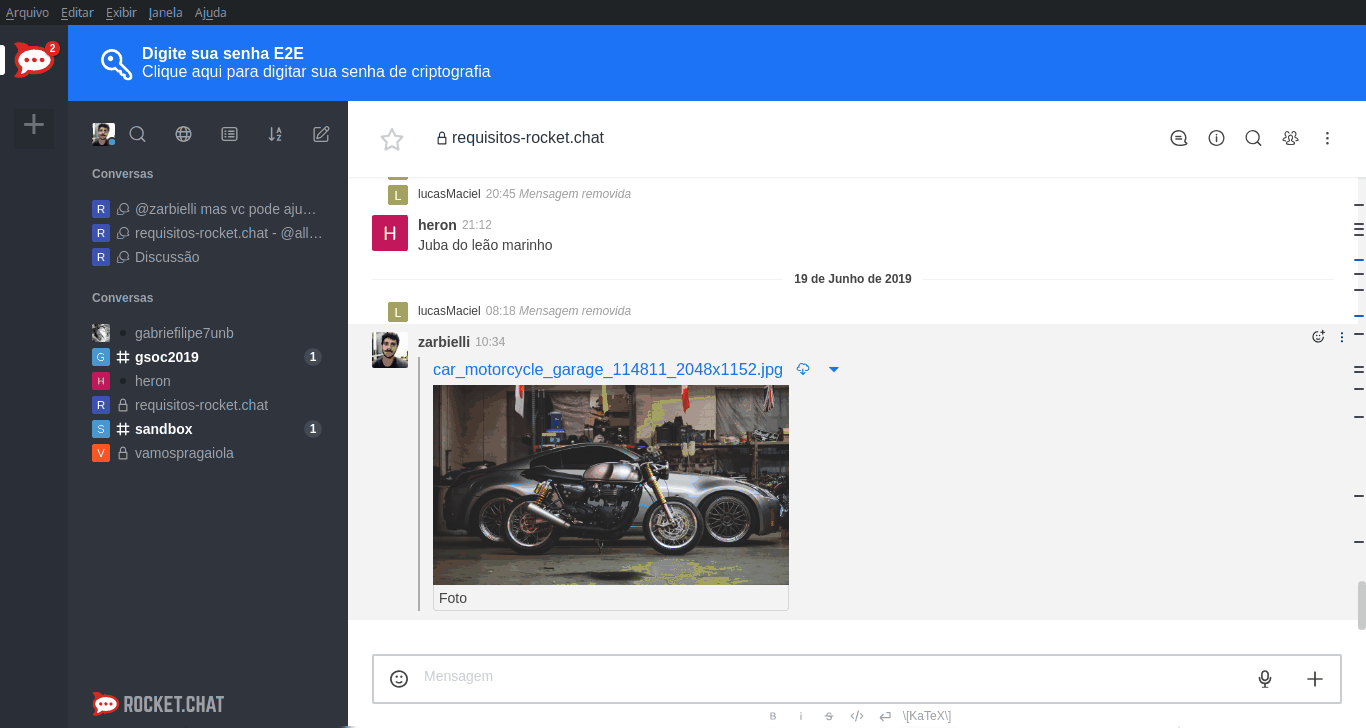 Arquivo Editar Exibir Janela Ajuda
2
Digite sua senha E2E
Clique aqui para digitar sua senha de criptografia
Conversas
R @zarbielli mas vc pode aju…
R requisitos-rocket.chat - @all…
R Discussão
Conversas
gabriefilipe7unb
G gsoc2019 1
H heron
R requisitos-rocket.chat
S sandbox 1
V vamospragaiola
ROCKET.CHAT
requisitos-rocket.chat
L lucasMaciel 20:45 Mensagem removida
H heron 21:12
Juba do leão marinho
19 de Junho de 2019
L lucasMaciel 08:18 Mensagem removida
zarbielli 10:34
car_motorcycle_garage_114811_2048x1152.jpg
Foto
Mensagem
B i S </> \[KaTeX\]